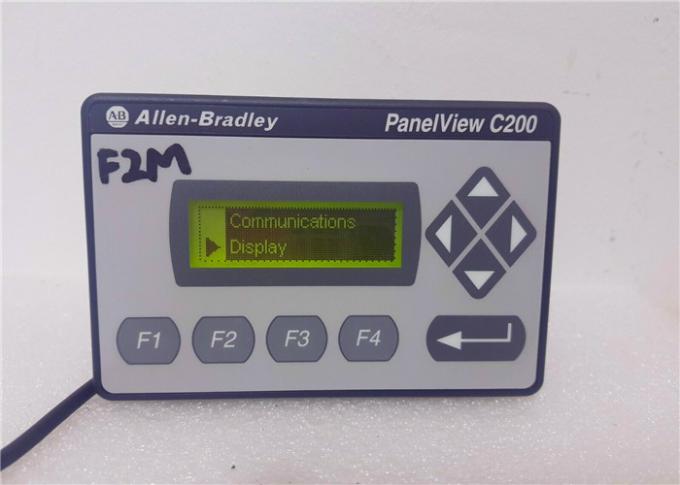 AB Allen-Bradley
PanelView C200
F2M
Communications
Display
F1 F2 F3 F4